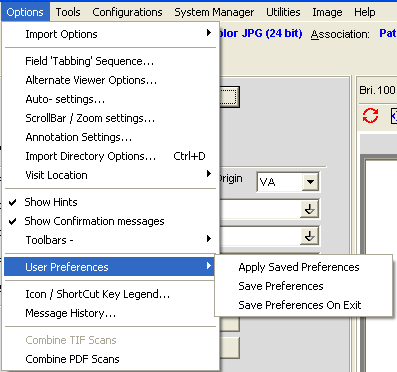 Options Tools Configurations System Manager Utilities Image Help
Import Options
olor JPG (24 bit) Association: Pat
Field 'Tabbing' Sequence...
Alternate Viewer Options...
Auto- settings...
Bri. 100
ScrollBar / Zoom settings...
Annotation Settings...
Import Directory Options... Ctrl+D
Visit Location
Origin VA
Show Hints
Show Confirmation messages
Toolbars -
User Preferences
Apply Saved Preferences
Save Preferences
Save Preferences On Exit
Icon / ShortCut Key Legend...
Message History...
Combine TIF Scans
Combine PDF Scans